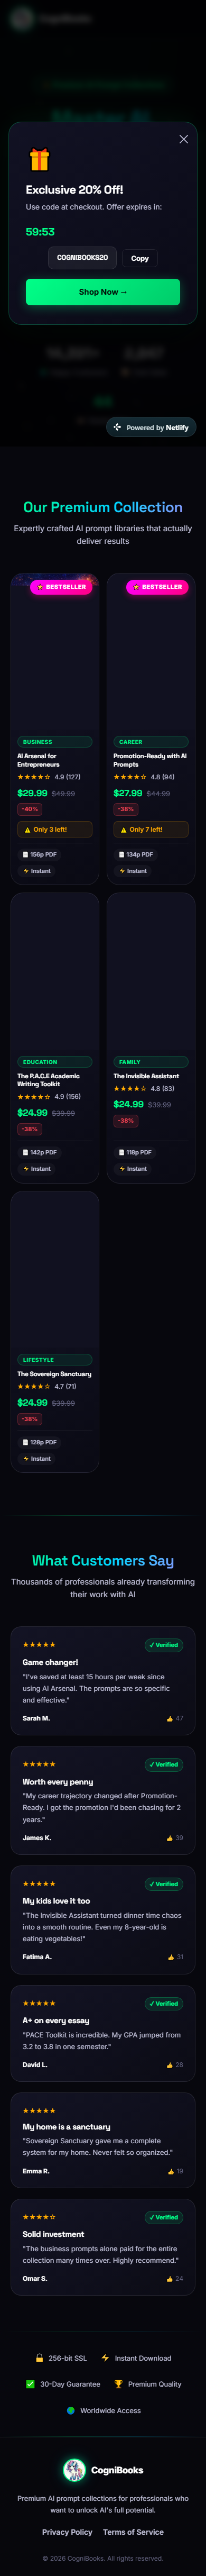 CogniBooks
Exclusive 20% Off!
Use code at checkout. Offer expires in:
59:53
COGNIBOOKS20
Copy
Shop Now →
Powered by Netlify
Our Premium Collection
Expertly crafted AI prompt libraries that actually
deliver results
BESTSELLER
BUSINESS
AI Arsenal for
Entrepreneurs
★★★★☆ 4.9 (127)
$29.99 $49.99
-40%
Only 3 left!
156p PDF
Instant
BESTSELLER
CAREER
Promotion-Ready with AI
Prompts
★★★★☆ 4.8 (94)
$27.99 $44.99
-38%
Only 7 left!
134p PDF
Instant
EDUCATION
The P.A.C.E Academic
Writing Toolkit
★★★★☆ 4.9 (156)
$24.99 $39.99
-38%
142p PDF
Instant
FAMILY
The Invisible Assistant
★★★★☆ 4.8 (83)
$24.99 $39.99
-38%
118p PDF
Instant
LIFESTYLE
The Sovereign Sanctuary
★★★★☆ 4.7 (71)
$24.99 $39.99
-38%
128p PDF
Instant
What Customers Say
Thousands of professionals already transforming
their work with AI
★★★★★ ✓ Verified
Game changer!
"I've saved at least 15 hours per week since
using AI Arsenal. The prompts are so specific
and effective."
Sarah M. 47
★★★★★ ✓ Verified
Worth every penny
"My career trajectory changed after Promotion-
Ready. I got the promotion I'd been chasing for 2
years."
James K. 39
★★★★★ ✓ Verified
My kids love it too
"The Invisible Assistant turned dinner time chaos
into a smooth routine. Even my 8-year-old is
eating vegetables!"
Fatima A. 31
★★★★★ ✓ Verified
A+ on every essay
"PACE Toolkit is incredible. My GPA jumped from
3.2 to 3.8 in one semester."
David L. 28
★★★★★
My home is a sanctuary
"Sovereign Sanctuary gave me a complete
system for my home. Never felt so organized."
Emma R. 19
★★★★☆ ✓ Verified
Solid investment
"The business prompts alone paid for the entire
collection many times over. Highly recommend."
Omar S. 24
256-bit SSL
Instant Download
30-Day Guarantee
Premium Quality
Worldwide Access
CogniBooks
Premium AI prompt collections for professionals who
want to unlock AI's full potential.
Privacy Policy
Terms of Service
© 2026 CogniBooks. All rights reserved.